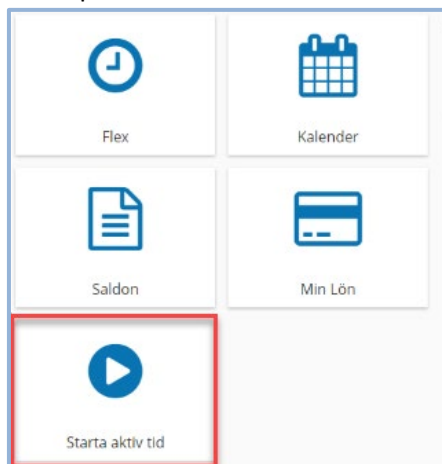 Flex
Kalender
Saldon
Min Lön
Starta aktiv tid